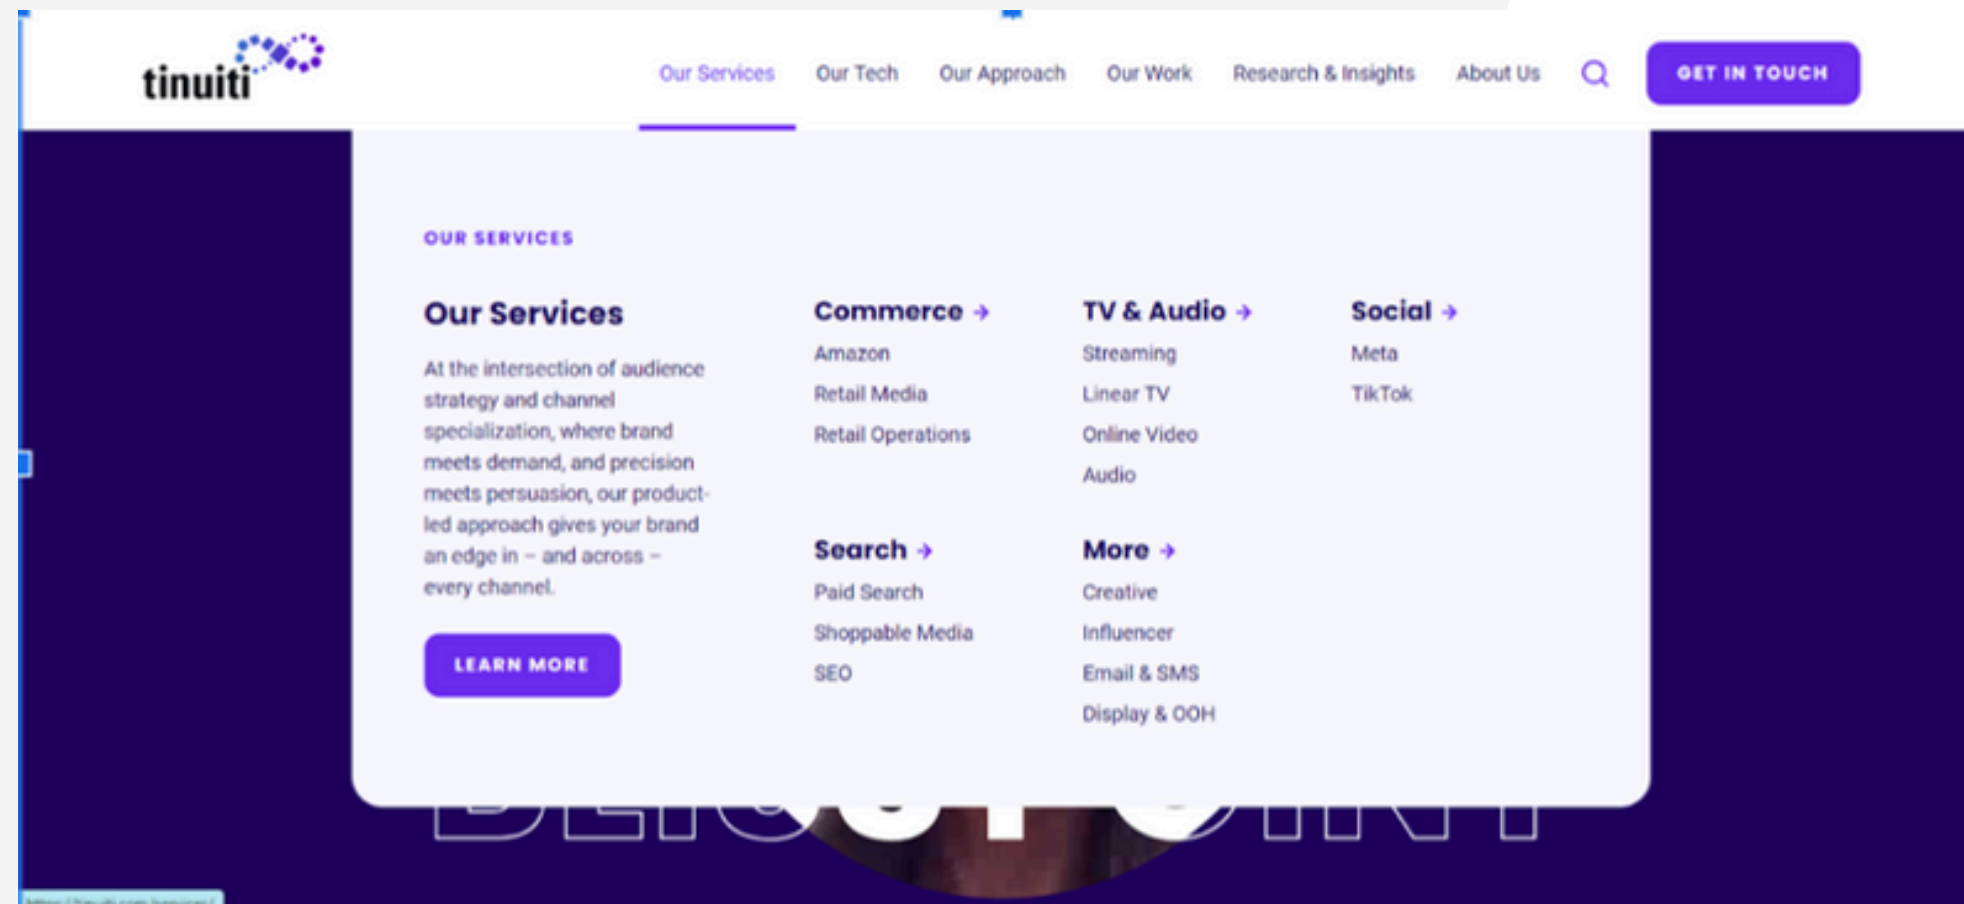 tinuiti
Our Services Our Tech Our Approach Our Work Research & Insights About Us GET IN TOUCH
OUR SERVICES
Our Services
At the intersection of audience
strategy and channel
specialization, where brand
meets demand, and precision
meets persuasion, our product-
led approach gives your brand
an edge in – and across –
every channel.
LEARN MORE
Commerce →
Amazon
Retail Media
Retail Operations
TV & Audio →
Streaming
Linear TV
Online Video
Audio
Social →
Meta
TikTok
Search →
Paid Search
Shoppable Media
SEO
More →
Creative
Influencer
Email & SMS
Display & OOH